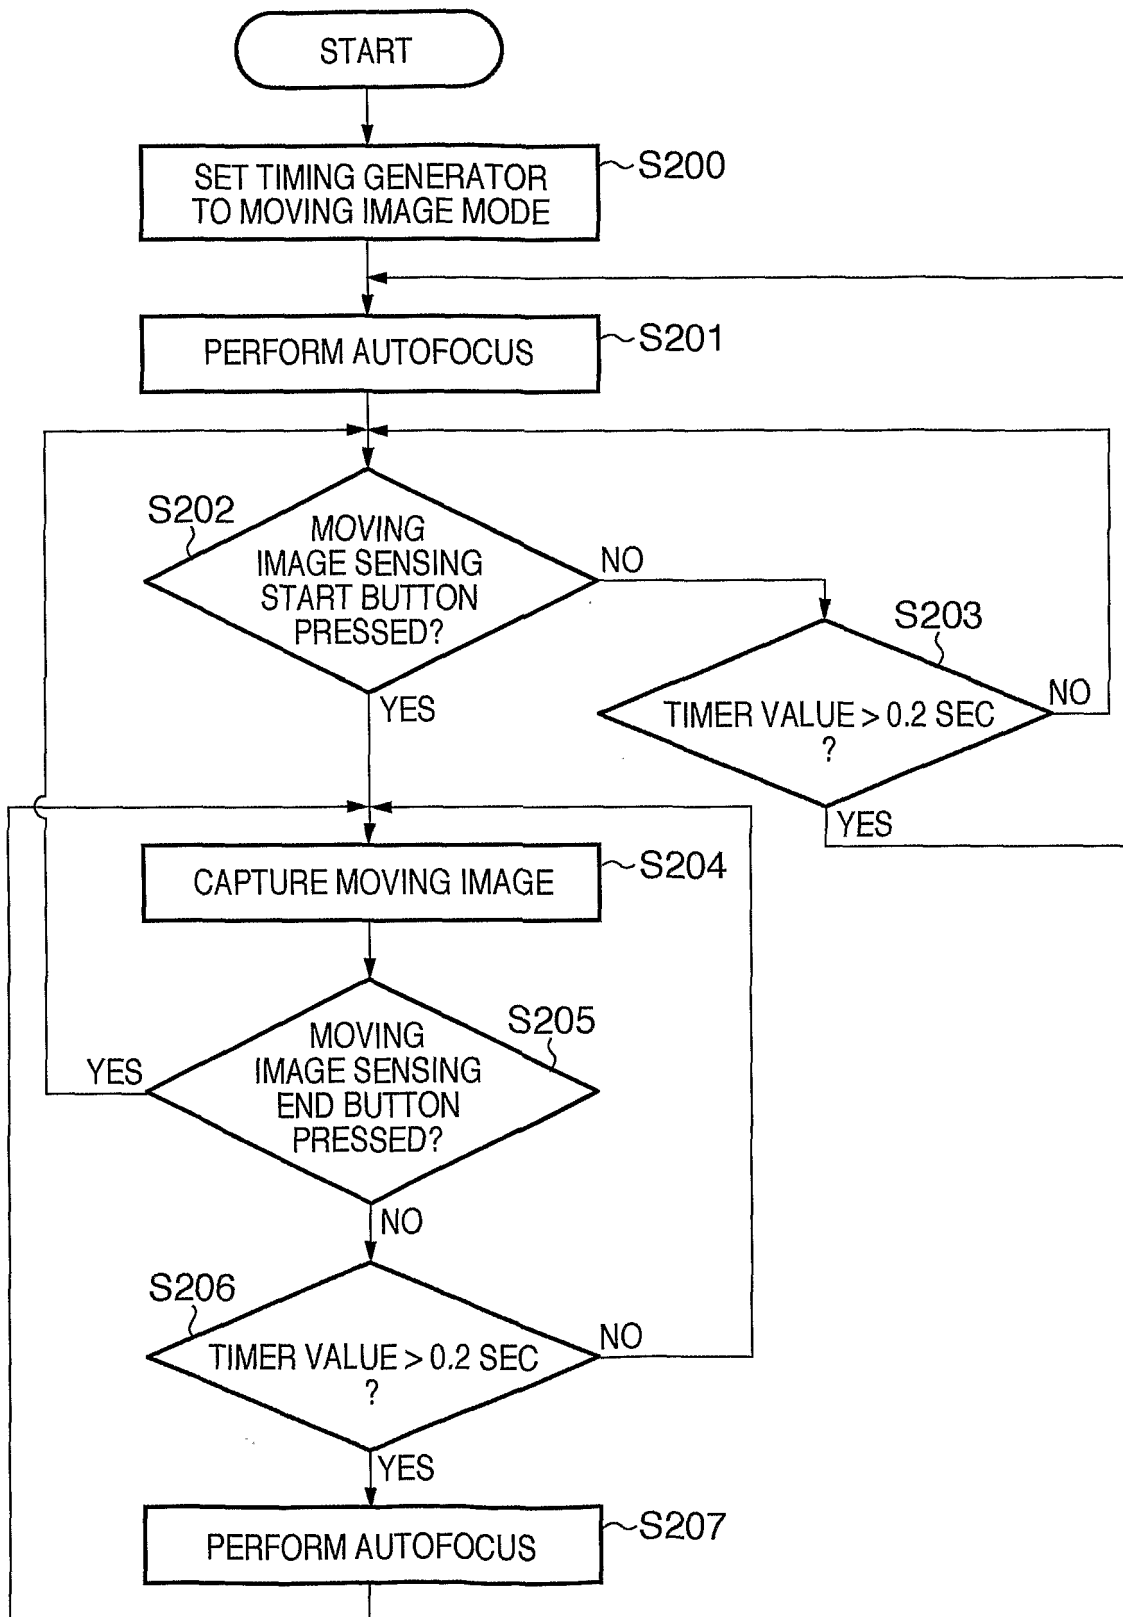 START
SET TIMING GENERATOR
TO MOVING IMAGE MODE
S200
PERFORM AUTOFOCUS
S201
S202
MOVING
IMAGE SENSING
START BUTTON
PRESSED?
NO
YES
S203
TIMER VALUE > 0.2 SEC
?
NO
YES
CAPTURE MOVING IMAGE
S204
S205
MOVING
IMAGE SENSING
END BUTTON
PRESSED?
YES
NO
S206
TIMER VALUE > 0.2 SEC
?
NO
YES
PERFORM AUTOFOCUS
S207